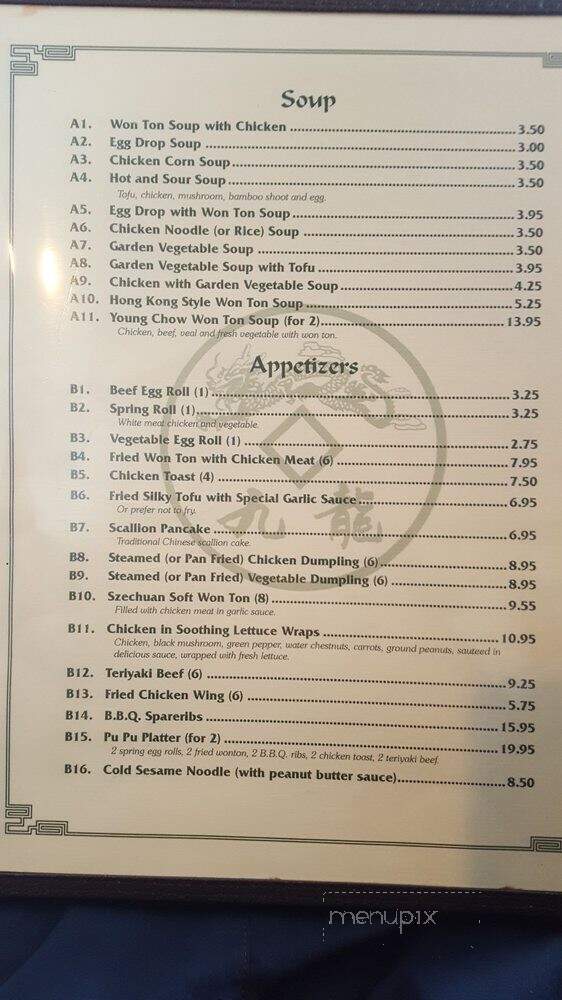 Soup
A1. Won Ton Soup with Chicken 3.50
A2. Egg Drop Soup 3.00
A3. Chicken Corn Soup 3.50
A4. Hot and Sour Soup 3.50
Tofu, chicken, mushroom, bamboo shoot and egg.
A5. Egg Drop with Won Ton Soup 3.95
A6. Chicken Noodle (or Rice) Soup 3.50
A7. Garden Vegetable Soup 3.50
A8. Garden Vegetable Soup with Tofu 3.95
A9. Chicken with Garden Vegetable Soup 4.25
A10. Hong Kong Style Won Ton Soup 5.25
A11. Young Chow Won Ton Soup (for 2) 13.95
Chicken, beef, veal and fresh vegetable with won ton.
Appetizers
B1. Beef Egg Roll (1) 3.25
B2. Spring Roll (1) 3.25
White meat chicken and vegetable.
B3. Vegetable Egg Roll (1) 2.75
B4. Fried Won Ton with Chicken Meat (6) 7.95
B5. Chicken Toast (4) 7.50
B6. Fried Silky Tofu with Special Garlic Sauce 6.95
Or prefer not to fry.
B7. Scallion Pancake 6.95
Traditional Chinese scallion cake.
九龍
B8. Steamed (or Pan Fried) Chicken Dumpling (6) 8.95
B9. Steamed (or Pan Fried) Vegetable Dumpling (6) 8.95
B10. Szechuan Soft Won Ton (8) 9.55
Filled with chicken meat in garlic sauce.
B11. Chicken in Soothing Lettuce Wraps 10.95
Chicken, black mushroom, green pepper, water chestnuts, carrots, ground peanuts, sauteed in
delicious sauce, wrapped with fresh lettuce.
B12. Teriyaki Beef (6) 9.25
B13. Fried Chicken Wing (6) 5.75
B14. B.B.Q. Spareribs 15.95
B15. Pu Pu Platter (for 2) 19.95
2 spring egg rolls, 2 fried wonton, 2 B.B.Q. ribs, 2 chicken toast, 2 teriyaki beef.
B16. Cold Sesame Noodle (with peanut butter sauce) 8.50
menupix